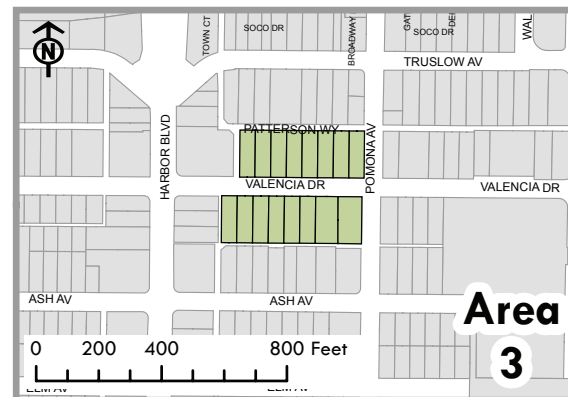 TOWN CT
SOCO DR
BROADWAY
SOCO DR
WAL
N
TRUSLOW AV
HARBOR BLVD
PATTERSON WY
POMONA AV
VALENCIA DR
VALENCIA DR
ASH AV
ASH AV
Area
3
0 200 400 800 Feet